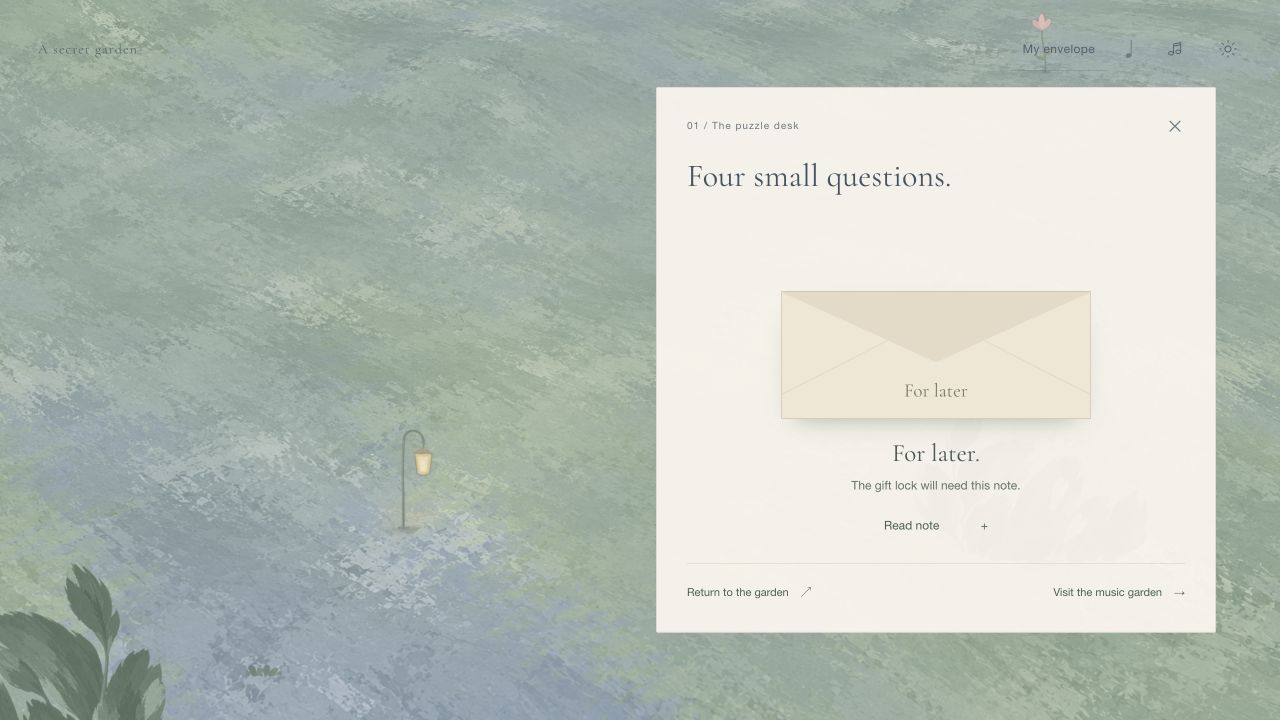 A secret garden
My envelope
01 / The puzzle desk
Four small questions.
For later
For later.
The gift lock will need this note.
Read note +
Return to the garden ↗
Visit the music garden →